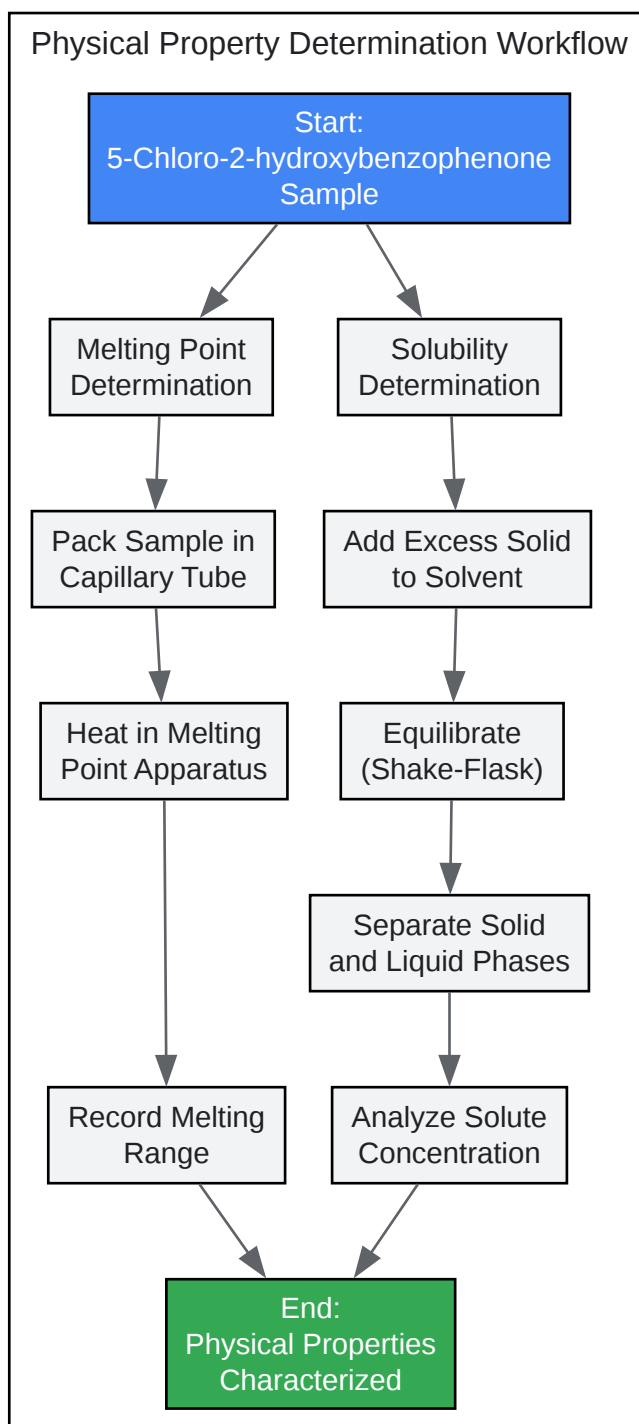 Physical Property Determination Workflow
Start:
5-Chloro-2-hydroxybenzophenone
Sample
Melting Point
Determination
Solubility
Determination
Pack Sample in
Capillary Tube
Add Excess Solid
to Solvent
Heat in Melting
Point Apparatus
Equilibrate
(Shake-Flask)
Separate Solid
and Liquid Phases
Record Melting
Range
Analyze Solute
Concentration
End:
Physical Properties
Characterized